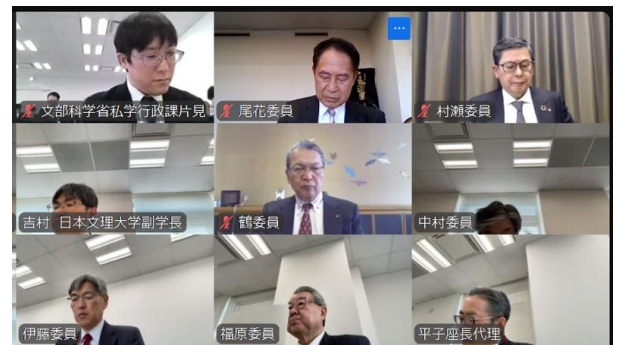 文部科学省私学行政課片見
尾花委員
村瀬委員
吉村 日本文理大学副学長
鶴委員
中村委員
伊藤委員
福原委員
平子座長代理